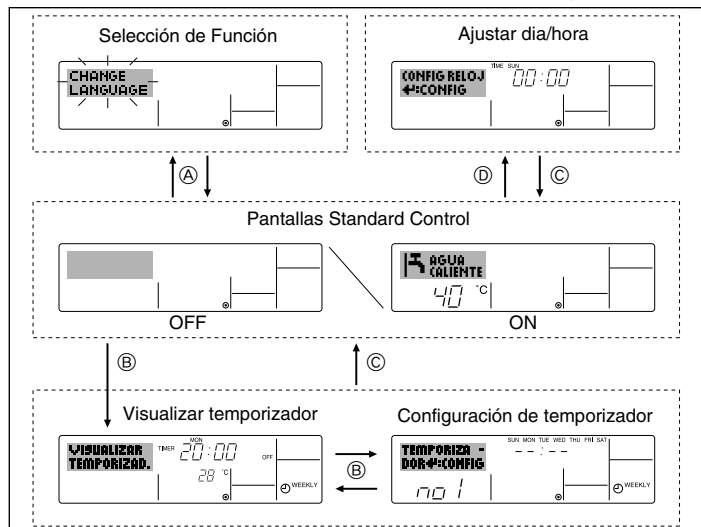 Selección de Función
CHANGE
LANGUAGE
Ajustar dia/hora
TIME SUN
CONFIG RELOJ 00:00
↵:CONFIG
Ⓐ
Ⓓ Ⓒ
Pantallas Standard Control
OFF
AGUA
CALIENTE
40 °C
ON
Ⓑ Ⓒ
Visualizar temporizador
MON
VISUALIZAR TIMER 20:00 OFF
TEMPORIZAD.
28 °C
WEEKLY
Ⓑ
Configuración de temporizador
SUN MON TUE WED THU FRI SAT
TEMPORIZA - --:--
DOR↵:CONFIG
no 1
WEEKLY